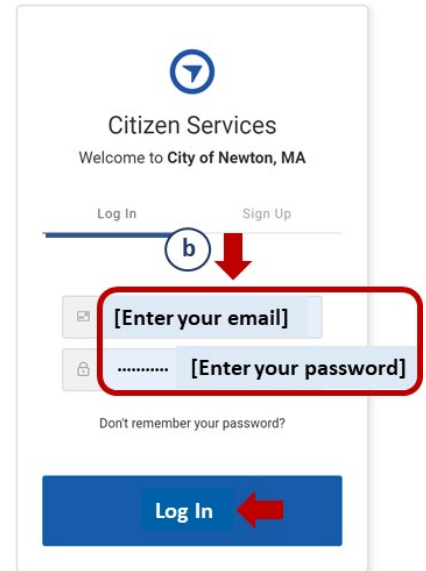 Citizen Services
Welcome to City of Newton, MA
Log In Sign Up
b
[Enter your email]
........... [Enter your password]
Don't remember your password?
Log In